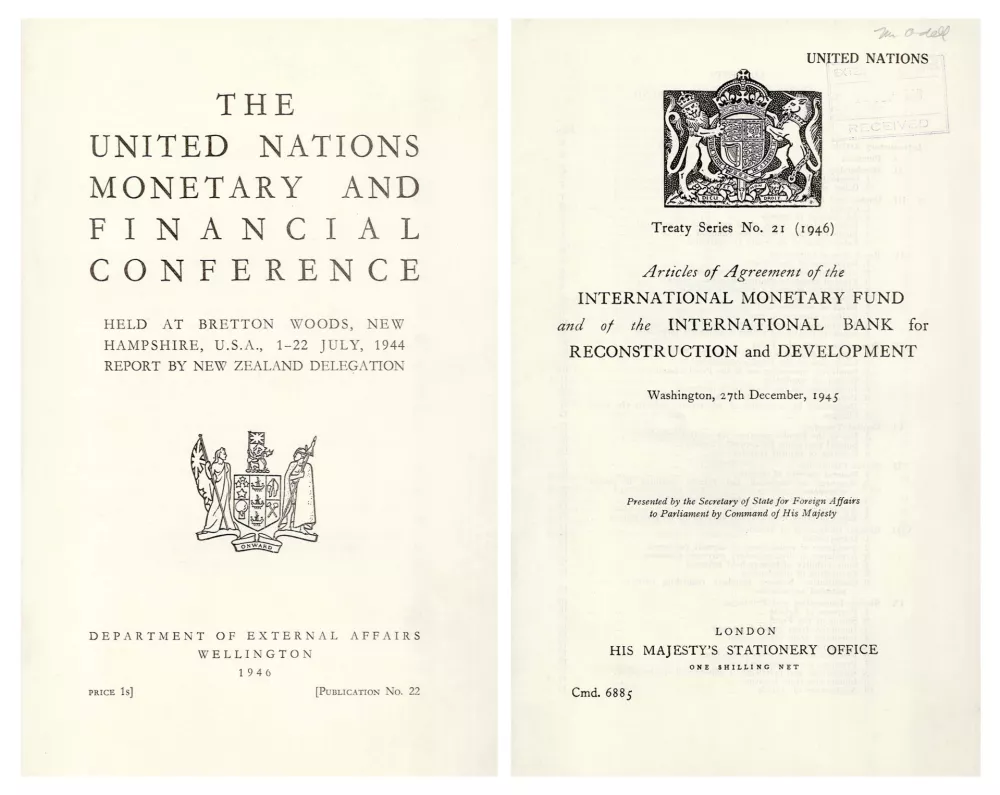 THE
UNITED NATIONS
MONETARY AND
FINANCIAL
CONFERENCE
HELD AT BRETTON WOODS, NEW
HAMPSHIRE, U.S.A., 1–22 JULY, 1944
REPORT BY NEW ZEALAND DELEGATION
ONWARD
DEPARTMENT OF EXTERNAL AFFAIRS
WELLINGTON
1946
PRICE 1s]
[PUBLICATION No. 22
UNITED NATIONS
RECEIVED
DIEU DROIT
Treaty Series No. 21 (1946)
Articles of Agreement of the
INTERNATIONAL MONETARY FUND
and of the INTERNATIONAL BANK for
RECONSTRUCTION and DEVELOPMENT
Washington, 27th December, 1945
Presented by the Secretary of State for Foreign Affairs
to Parliament by Command of His Majesty
LONDON
HIS MAJESTY'S STATIONERY OFFICE
ONE SHILLING NET
Cmd. 6885